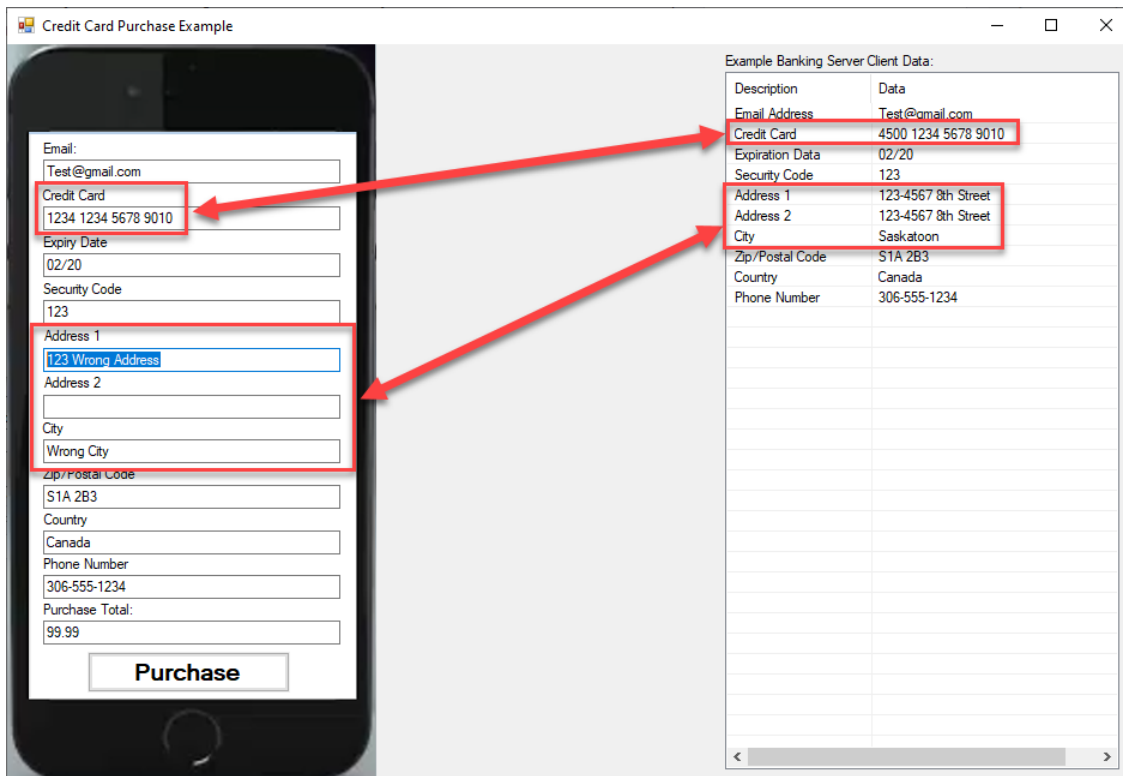 Credit Card Purchase Example
Email:
Test@gmail.com
Credit Card
1234 1234 5678 9010
Expiry Date
02/20
Security Code
123
Address 1
123 Wrong Address
Address 2
City
Wrong City
Zip/Postal Code
S1A 2B3
Country
Canada
Phone Number
306-555-1234
Purchase Total:
99.99
Purchase
Example Banking Server Client Data:
Description Data
Email Address Test@gmail.com
Credit Card 4500 1234 5678 9010
Expiration Data 02/20
Security Code 123
Address 1 123-4567 8th Street
Address 2 123-4567 8th Street
City Saskatoon
Zip/Postal Code S1A 2B3
Country Canada
Phone Number 306-555-1234